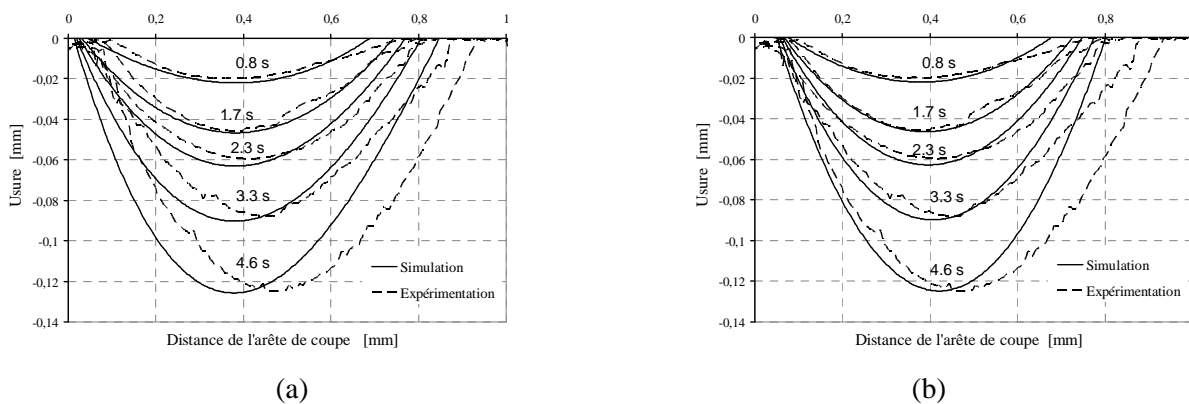 0 0,2 0,4 0,6 0,8 1
0
-0,02
-0,04
-0,06
-0,08
-0,1
-0,12
-0,14
Usure [mm]
0.8 s
1.7 s
2.3 s
3.3 s
4.6 s
Simulation
Expérimentation
Distance de l'arête de coupe [mm]
(a)
0 0,2 0,4 0,6 0,8
0
-0,02
-0,04
-0,06
-0,08
-0,1
-0,12
-0,14
Usure [mm]
0.8 s
1.7 s
2.3 s
3.3 s
4.6 s
Simulation
Expérimentation
Distance de l'arête de coupe [mm]
(b)